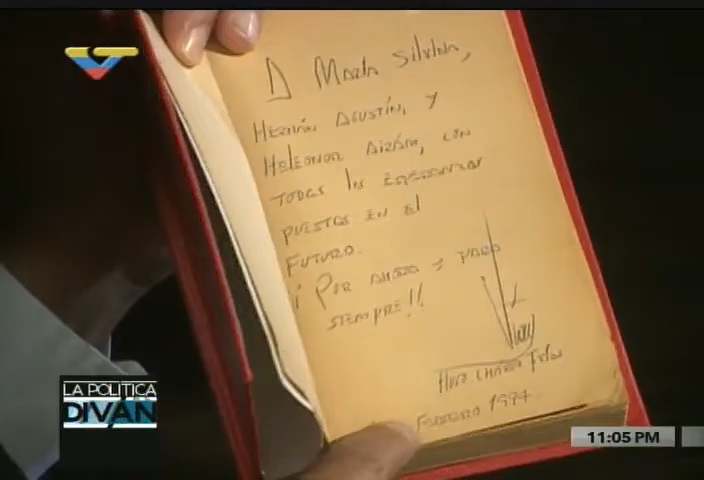 A María Silvina,
HERNÁN AGUSTÍN, Y
HELEONOR AIRÁM, CON
TODAS las ESPERANZAS
PUESTAS EN El
FUTURO.
¡POR AHORA Y PARA
SIEMPRE!!
HUGO CHÁVEZ FRÍAS
FEBRERO 1994
LA POLÍTICA
DIVÁN
11:05 PM